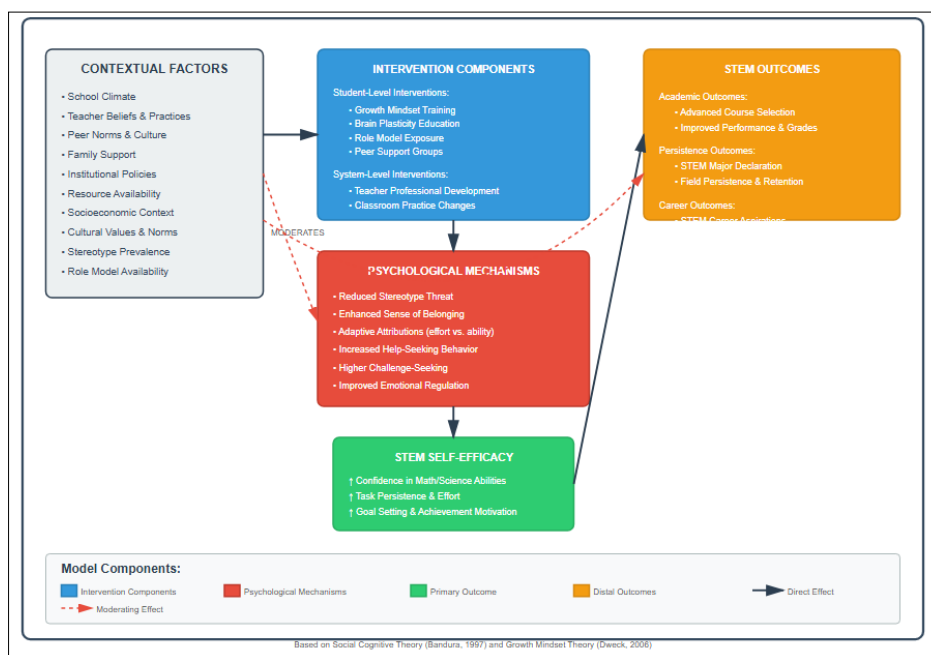 CONTEXTUAL FACTORS
• School Climate
• Teacher Beliefs & Practices
• Peer Norms & Culture
• Family Support
• Institutional Policies
• Resource Availability
• Socioeconomic Context
• Cultural Values & Norms
• Stereotype Prevalence
• Role Model Availability
INTERVENTION COMPONENTS
Student-Level Interventions:
• Growth Mindset Training
• Brain Plasticity Education
• Role Model Exposure
• Peer Support Groups
System-Level Interventions:
• Teacher Professional Development
• Classroom Practice Changes
STEM OUTCOMES
Academic Outcomes:
• Advanced Course Selection
• Improved Performance & Grades
Persistence Outcomes:
• STEM Major Declaration
• Field Persistence & Retention
Career Outcomes:
• STEM Career Aspirations
MODERATES
PSYCHOLOGICAL MECHANISMS
• Reduced Stereotype Threat
• Enhanced Sense of Belonging
• Adaptive Attributions (effort vs. ability)
• Increased Help-Seeking Behavior
• Higher Challenge-Seeking
• Improved Emotional Regulation
STEM SELF-EFFICACY
↑ Confidence in Math/Science Abilities
↑ Task Persistence & Effort
↑ Goal Setting & Achievement Motivation
Model Components:
Intervention Components
Psychological Mechanisms
Primary Outcome
Distal Outcomes
Direct Effect
Moderating Effect
Based on Social Cognitive Theory (Bandura, 1997) and Growth Mindset Theory (Dweck, 2006)